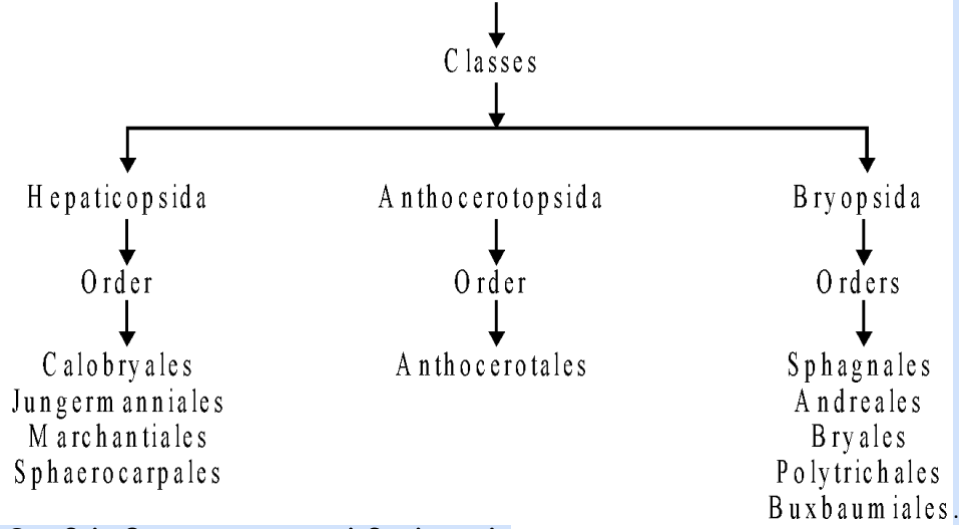 Classes
Hepaticopsida
Anthocerotopsida
Bryopsida
Order
Order
Orders
Calobryales
Jungermanniales
Marchantiales
Sphaerocarpales
Anthocerotales
Sphagnales
Andreales
Bryales
Polytrichales
Buxbaumiales.